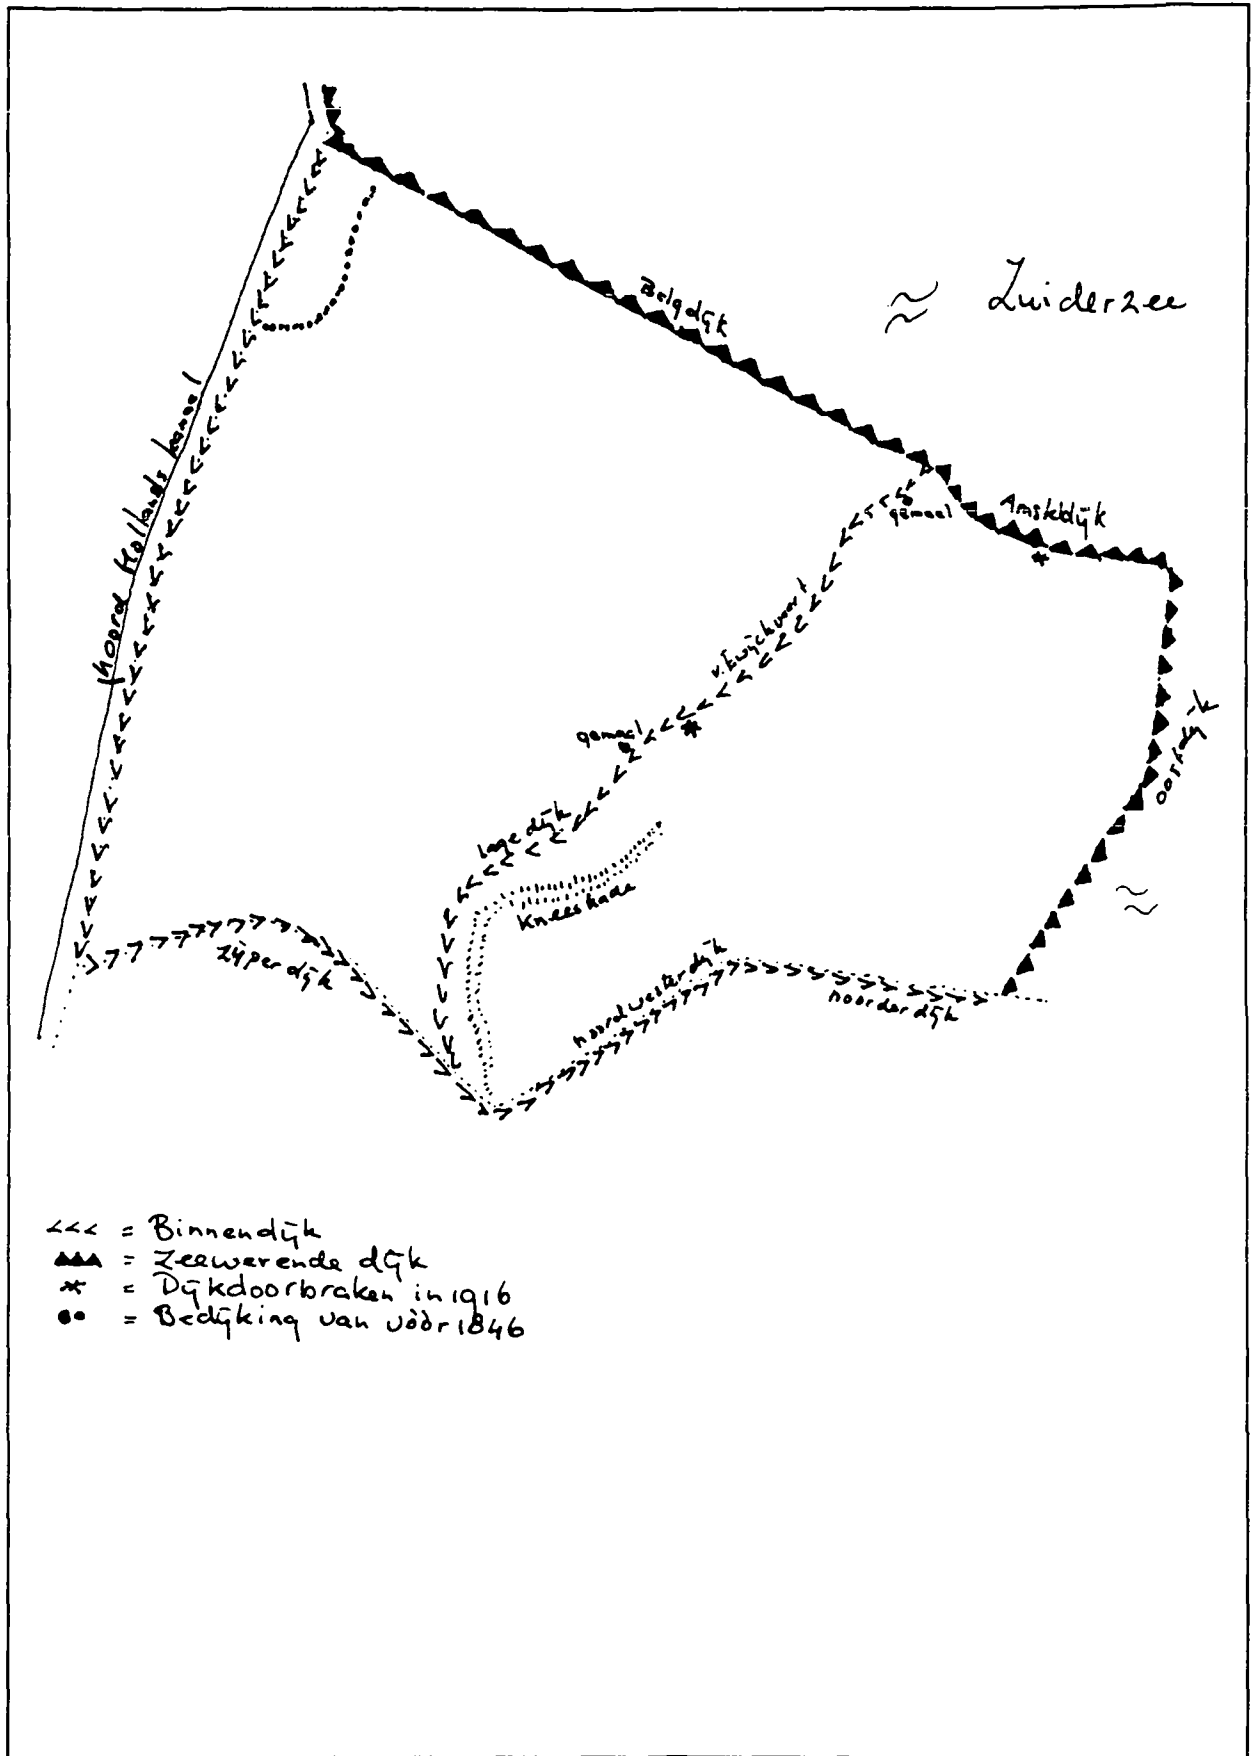 Zuiderzee
Belgdijk
Amsteldijk
gemaal
Noord Hollands kanaal
v. Ewijckvaart
Oostdijk
gemaal
lage dijk
Kneeskade
Zijperdijk
noordwesterdijk
noorderdijk
<<< = Binnendijk
▲▲▲ = Zeewerende dijk
* = Dijkdoorbraken in 1916
●● = Bedijking van vòòr 1846